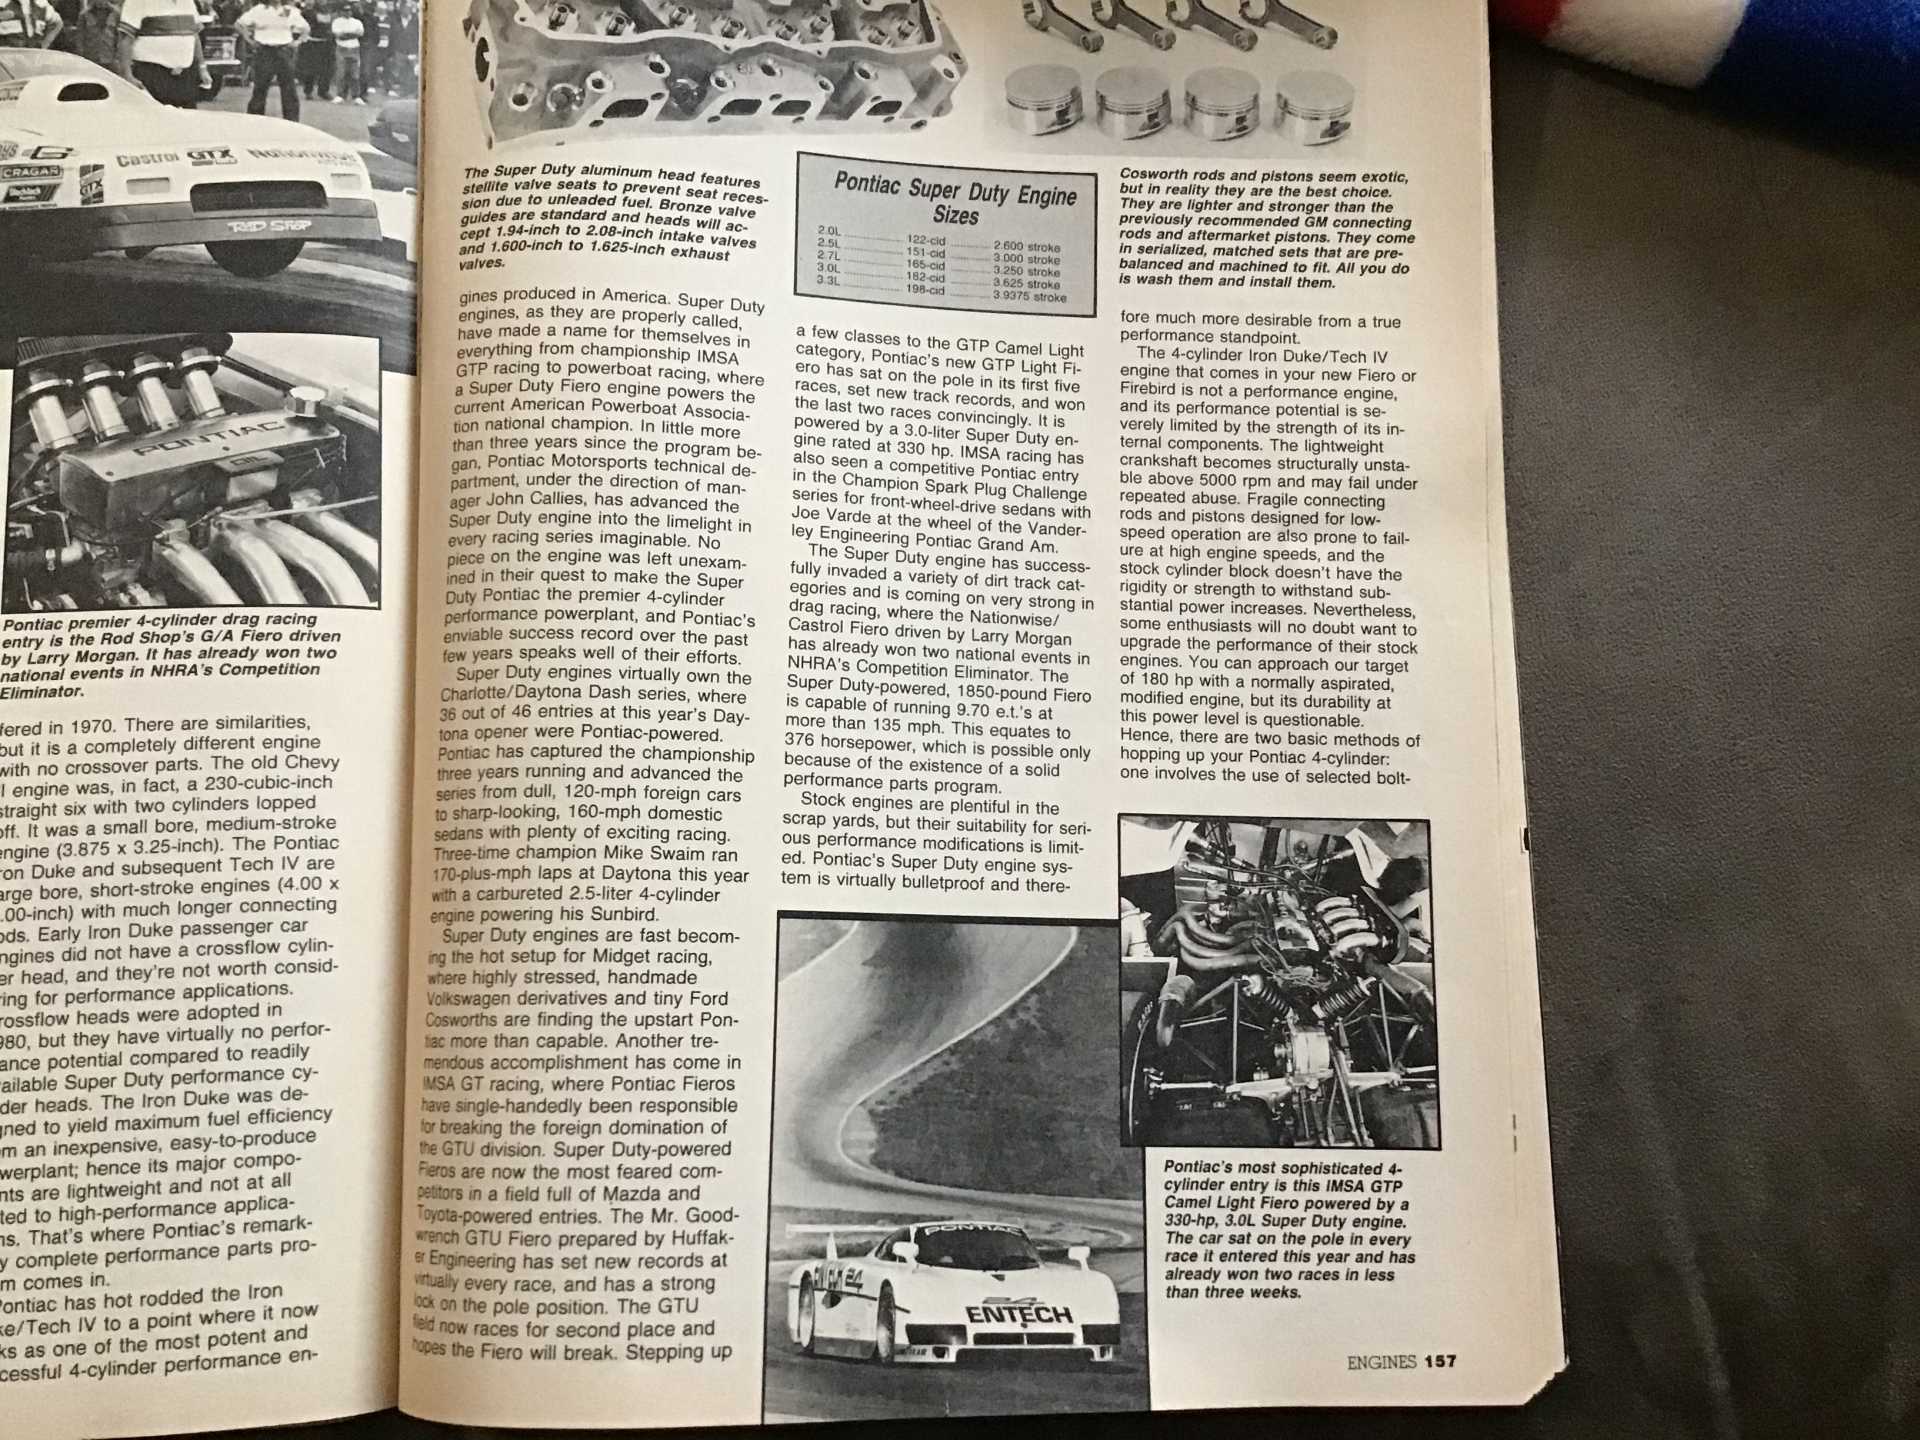 Castrol GTX NATIONWISE
CRAGAR
ROD SHOP
PONTIAC
Pontiac premier 4-cylinder drag racing
entry is the Rod Shop's G/A Fiero driven
by Larry Morgan. It has already won two
national events in NHRA's Competition
Eliminator.
fered in 1970. There are similarities,
but it is a completely different engine
with no crossover parts. The old Chevy
engine was, in fact, a 230-cubic-inch
straight six with two cylinders lopped
off. It was a small bore, medium-stroke
engine (3.875 x 3.25-inch). The Pontiac
ron Duke and subsequent Tech IV are
arge bore, short-stroke engines (4.00 x
.00-inch) with much longer connecting
ods. Early Iron Duke passenger car
ngines did not have a crossflow cylin-
er head, and they're not worth consid-
ring for performance applications.
rossflow heads were adopted in
980, but they have virtually no perfor-
ance potential compared to readily
ailable Super Duty performance cy-
der heads. The Iron Duke was de-
gned to yield maximum fuel efficiency
m an inexpensive, easy-to-produce
werplant; hence its major compo-
nts are lightweight and not at all
ted to high-performance applica-
ns. That's where Pontiac's remark-
y complete performance parts pro-
m comes in.
Pontiac has hot rodded the Iron
ke/Tech IV to a point where it now
ks as one of the most potent and
cessful 4-cylinder performance en-
The Super Duty aluminum head features
stellite valve seats to prevent seat reces-
sion due to unleaded fuel. Bronze valve
guides are standard and heads will ac-
cept 1.94-inch to 2.08-inch intake valves
and 1.600-inch to 1.625-inch exhaust
valves.
gines produced in America. Super Duty
engines, as they are properly called,
have made a name for themselves in
everything from championship IMSA
GTP racing to powerboat racing, where
a Super Duty Fiero engine powers the
current American Powerboat Associa-
tion national champion. In little more
than three years since the program be-
gan, Pontiac Motorsports technical de-
partment, under the direction of man-
ager John Callies, has advanced the
Super Duty engine into the limelight in
every racing series imaginable. No
piece on the engine was left unexam-
ined in their quest to make the Super
Duty Pontiac the premier 4-cylinder
performance powerplant, and Pontiac's
enviable success record over the past
few years speaks well of their efforts.
Super Duty engines virtually own the
Charlotte/Daytona Dash series, where
36 out of 46 entries at this year's Day-
tona opener were Pontiac-powered.
Pontiac has captured the championship
three years running and advanced the
series from dull, 120-mph foreign cars
to sharp-looking, 160-mph domestic
sedans with plenty of exciting racing.
Three-time champion Mike Swaim ran
170-plus-mph laps at Daytona this year
with a carbureted 2.5-liter 4-cylinder
engine powering his Sunbird.
Super Duty engines are fast becom-
ing the hot setup for Midget racing,
where highly stressed, handmade
Volkswagen derivatives and tiny Ford
Cosworths are finding the upstart Pon-
tiac more than capable. Another tre-
mendous accomplishment has come in
IMSA GT racing, where Pontiac Fieros
have single-handedly been responsible
for breaking the foreign domination of
the GTU division. Super Duty-powered
Fieros are now the most feared com-
petitors in a field full of Mazda and
Toyota-powered entries. The Mr. Good-
wrench GTU Fiero prepared by Huffak-
er Engineering has set new records at
virtually every race, and has a strong
lock on the pole position. The GTU
field now races for second place and
hopes the Fiero will break. Stepping up
Pontiac Super Duty Engine
Sizes
2.0L ............ 122-cid ............ 2.600 stroke
2.5L ............ 151-cid ............ 3.000 stroke
2.7L ............ 165-cid ............ 3.250 stroke
3.0L ............ 182-cid ............ 3.625 stroke
3.3L ............ 198-cid ............ 3.9375 stroke
a few classes to the GTP Camel Light
category, Pontiac's new GTP Light Fi-
ero has sat on the pole in its first five
races, set new track records, and won
the last two races convincingly. It is
powered by a 3.0-liter Super Duty en-
gine rated at 330 hp. IMSA racing has
also seen a competitive Pontiac entry
in the Champion Spark Plug Challenge
series for front-wheel-drive sedans with
Joe Varde at the wheel of the Vander-
ley Engineering Pontiac Grand Am.
The Super Duty engine has success-
fully invaded a variety of dirt track cat-
egories and is coming on very strong in
drag racing, where the Nationwise/
Castrol Fiero driven by Larry Morgan
has already won two national events in
NHRA's Competition Eliminator. The
Super Duty-powered, 1850-pound Fiero
is capable of running 9.70 e.t.'s at
more than 135 mph. This equates to
376 horsepower, which is possible only
because of the existence of a solid
performance parts program.
Stock engines are plentiful in the
scrap yards, but their suitability for seri-
ous performance modifications is limit-
ed. Pontiac's Super Duty engine sys-
tem is virtually bulletproof and there-
PONTIAC
ENTECH
Cosworth rods and pistons seem exotic,
but in reality they are the best choice.
They are lighter and stronger than the
previously recommended GM connecting
rods and aftermarket pistons. They come
in serialized, matched sets that are pre-
balanced and machined to fit. All you do
is wash them and install them.
fore much more desirable from a true
performance standpoint.
The 4-cylinder Iron Duke/Tech IV
engine that comes in your new Fiero or
Firebird is not a performance engine,
and its performance potential is se-
verely limited by the strength of its in-
ternal components. The lightweight
crankshaft becomes structurally unsta-
ble above 5000 rpm and may fail under
repeated abuse. Fragile connecting
rods and pistons designed for low-
speed operation are also prone to fail-
ure at high engine speeds, and the
stock cylinder block doesn't have the
rigidity or strength to withstand sub-
stantial power increases. Nevertheless,
some enthusiasts will no doubt want to
upgrade the performance of their stock
engines. You can approach our target
of 180 hp with a normally aspirated,
modified engine, but its durability at
this power level is questionable.
Hence, there are two basic methods of
hopping up your Pontiac 4-cylinder:
one involves the use of selected bolt-
Pontiac's most sophisticated 4-
cylinder entry is this IMSA GTP
Camel Light Fiero powered by a
330-hp, 3.0L Super Duty engine.
The car sat on the pole in every
race it entered this year and has
already won two races in less
than three weeks.
ENGINES 157